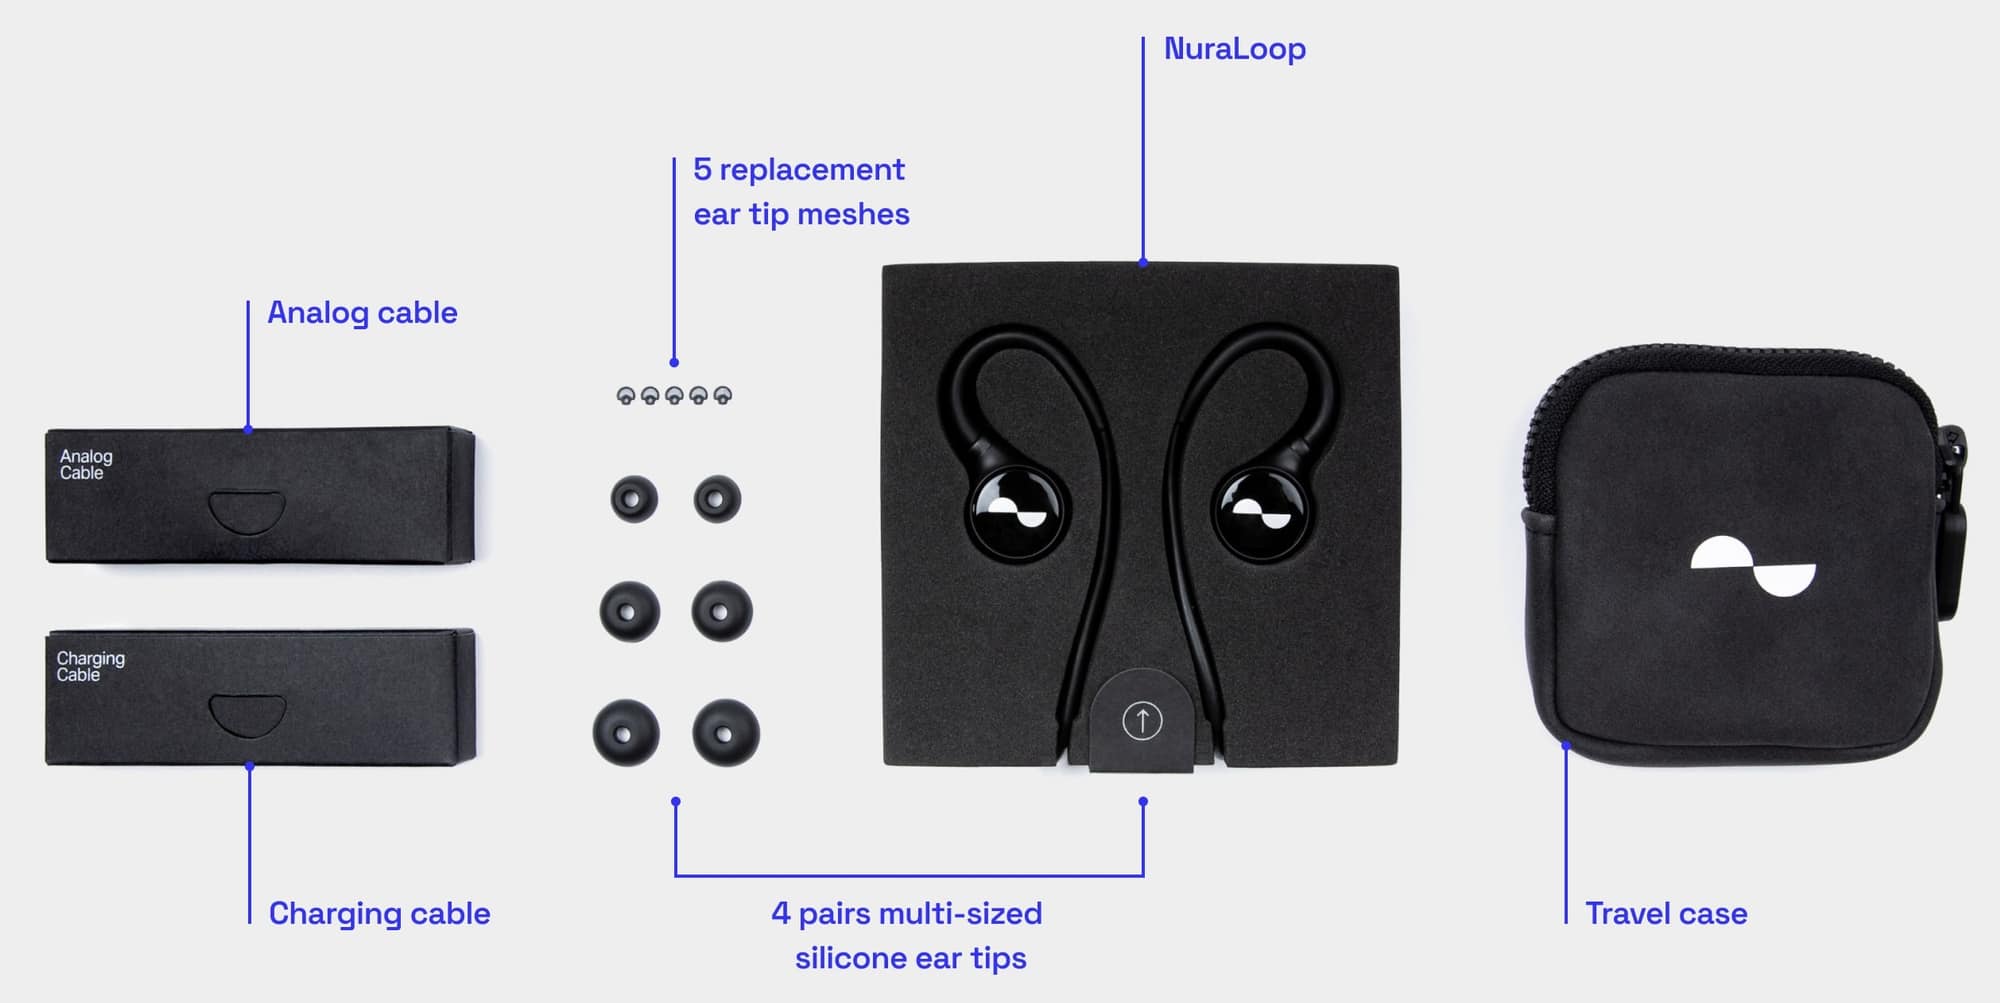 NuraLoop
5 replacement
ear tip meshes
Analog cable
Analog
Cable
Charging
Cable
Charging cable
4 pairs multi-sized
silicone ear tips
Travel case